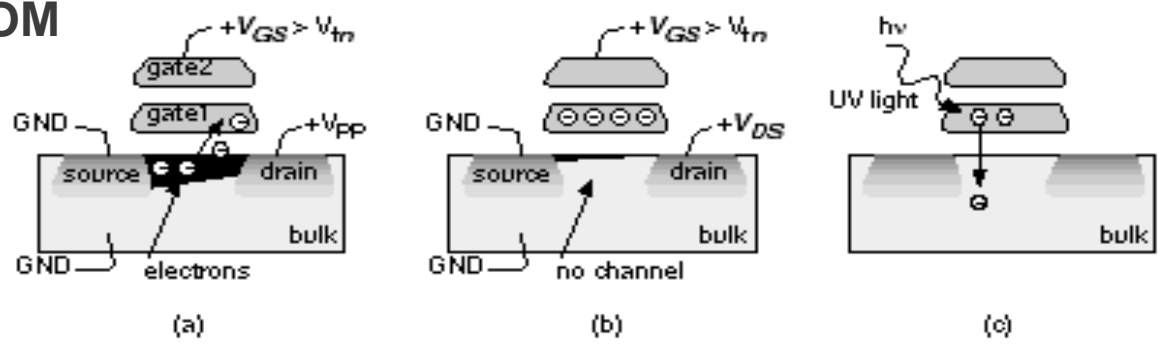 OM
+VGS > Vtn
gate2
gate1
GND
+VPP
source
drain
bulk
GND
electrons
(a)
+VGS > Vtn
GND
+VDS
source
drain
bulk
GND
no channel
(b)
hν
UV light
bulk
(c)